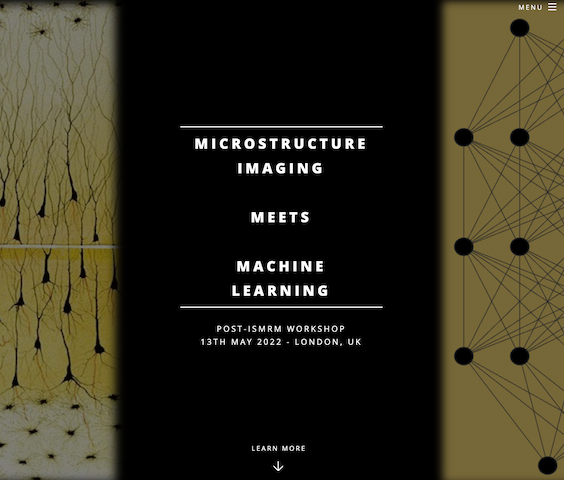 MENU
MICROSTRUCTURE
IMAGING
MEETS
MACHINE
LEARNING
POST-ISMRM WORKSHOP
13TH MAY 2022 - LONDON, UK
LEARN MORE